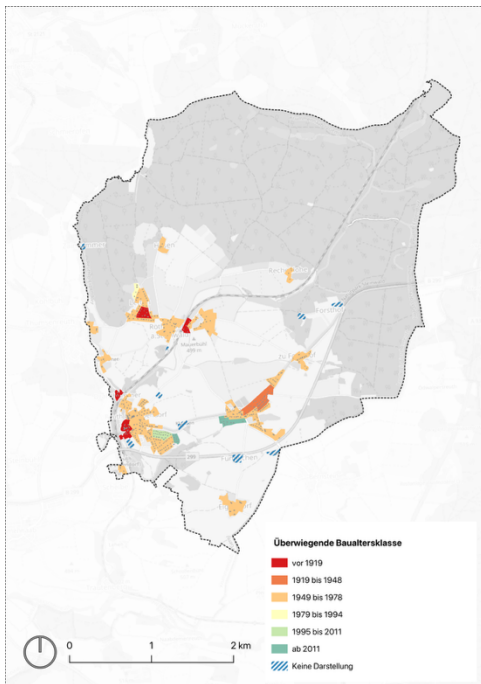 Überwiegende Baualtersklasse
vor 1919
1919 bis 1948
1949 bis 1978
1979 bis 1994
1995 bis 2011
ab 2011
Keine Darstellung
0
1
2 km